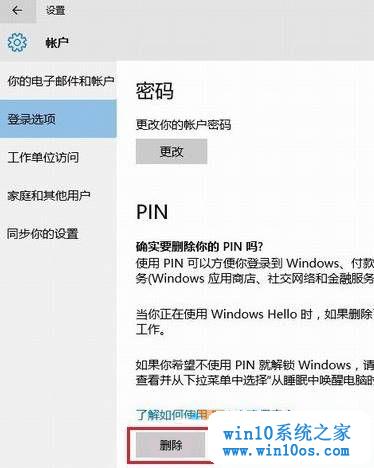 设置
帐户
你的电子邮件和帐户
登录选项
工作单位访问
家庭和其他用户
同步你的设置
密码
更改你的帐户密码
更改
PIN
确实要删除你的 PIN 吗?
使用 PIN 可以方便你登录到 Windows、付款
务(Windows 应用商店、社交网络和金融服务
当你正在使用 Windows Hello 时，如果删除
工作。
如果你希望不使用 PIN 就解锁 Windows，请
查看并从下拉菜单中选择“从睡眠中唤醒电脑时
了解如何使用
删除
win10系统之家
www.win10s.com